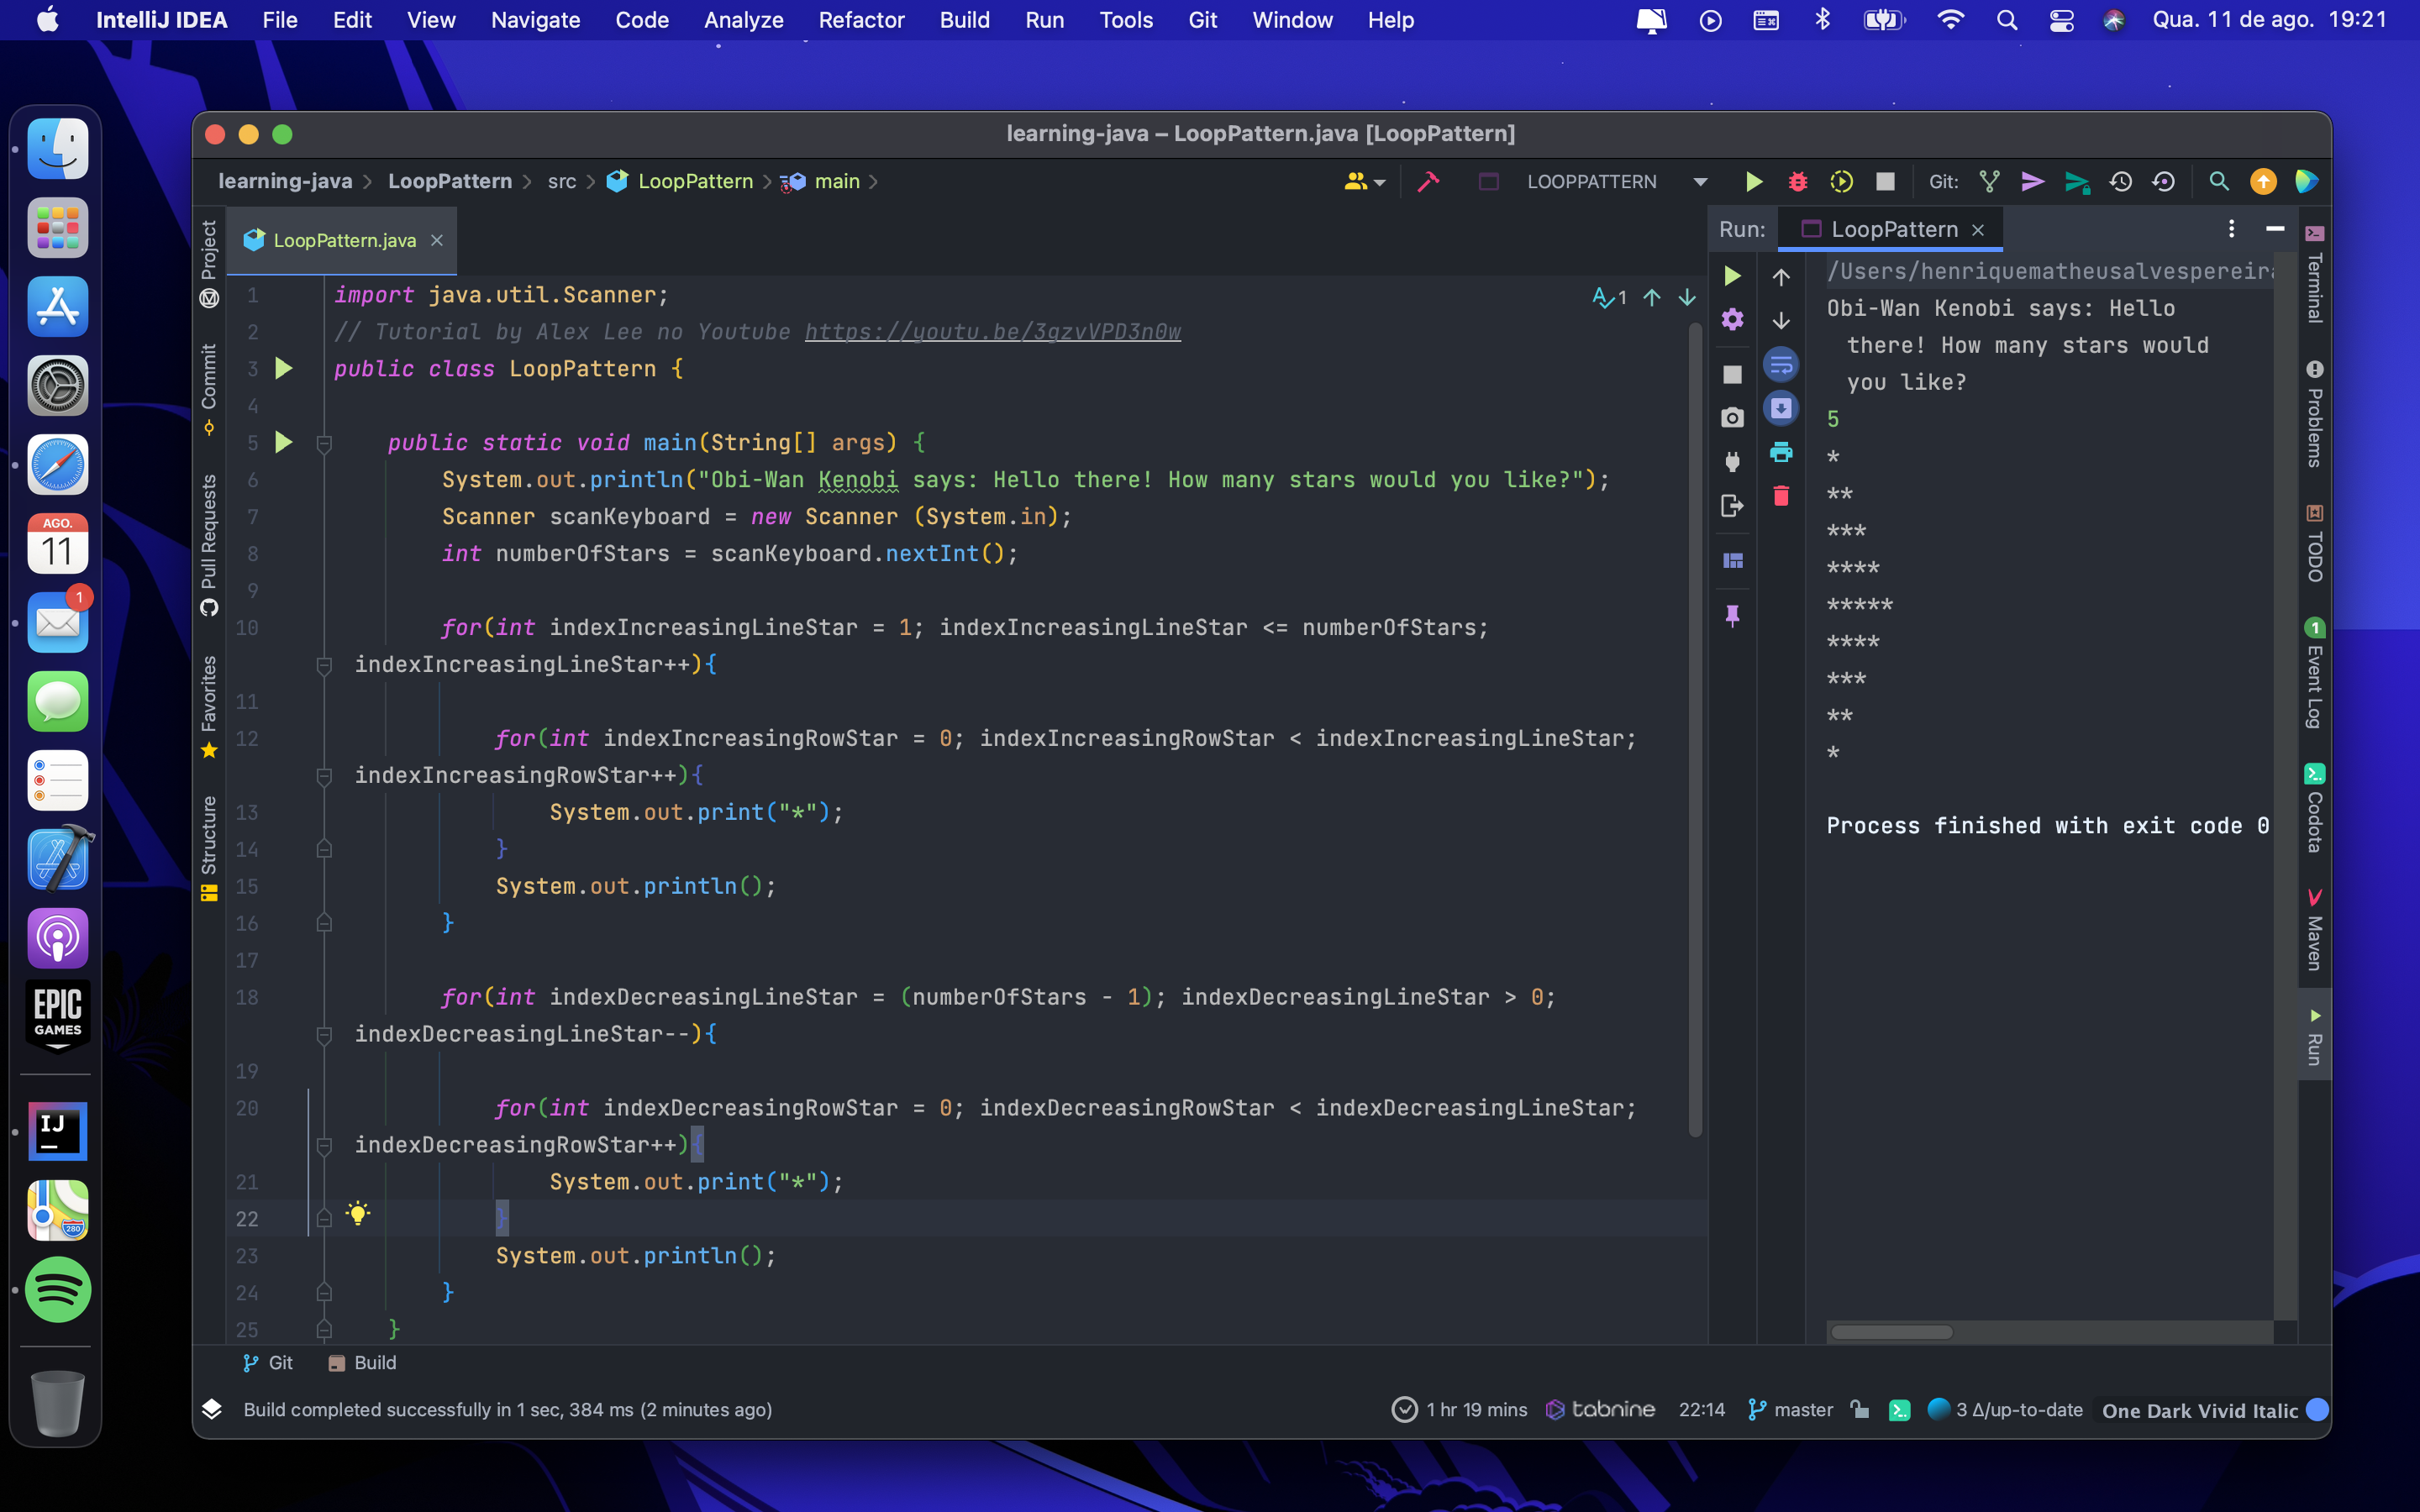 IntelliJ IDEA File Edit View Navigate Code Analyze Refactor Build Run Tools Git Window Help Qua. 11 de ago. 19:21
learning-java – LoopPattern.java [LoopPattern]
learning-java LoopPattern src LoopPattern main LOOPPATTERN Git:
LoopPattern.java
Run: LoopPattern
Project
Commit
Pull Requests
Favorites
Structure
1 import java.util.Scanner;
2 // Tutorial by Alex Lee no Youtube https://youtu.be/3gzvVPD3n0w
3 public class LoopPattern {
4
5 public static void main(String[] args) {
6 System.out.println("Obi-Wan Kenobi says: Hello there! How many stars would you like?");
7 Scanner scanKeyboard = new Scanner (System.in);
8 int numberOfStars = scanKeyboard.nextInt();
9
10 for(int indexIncreasingLineStar = 1; indexIncreasingLineStar <= numberOfStars;
indexIncreasingLineStar++){
11
12 for(int indexIncreasingRowStar = 0; indexIncreasingRowStar < indexIncreasingLineStar;
indexIncreasingRowStar++){
13 System.out.print("*");
14 }
15 System.out.println();
16 }
17
18 for(int indexDecreasingLineStar = (numberOfStars - 1); indexDecreasingLineStar > 0;
indexDecreasingLineStar--){
19
20 for(int indexDecreasingRowStar = 0; indexDecreasingRowStar < indexDecreasingLineStar;
indexDecreasingRowStar++){
21 System.out.print("*");
22 }
23 System.out.println();
24 }
25 }
1
/Users/henriquematheusalvespereira
Obi-Wan Kenobi says: Hello
there! How many stars would
you like?
5
*
**
***
****
*****
****
***
**
*
Process finished with exit code 0
Terminal
Problems
TODO
1
Event Log
Codota
Maven
Run
AGO.
11
1
EPIC
GAMES
IJ
280
Git Build
Build completed successfully in 1 sec, 384 ms (2 minutes ago) 1 hr 19 mins tabnine 22:14 master 3 Δ/up-to-date One Dark Vivid Italic